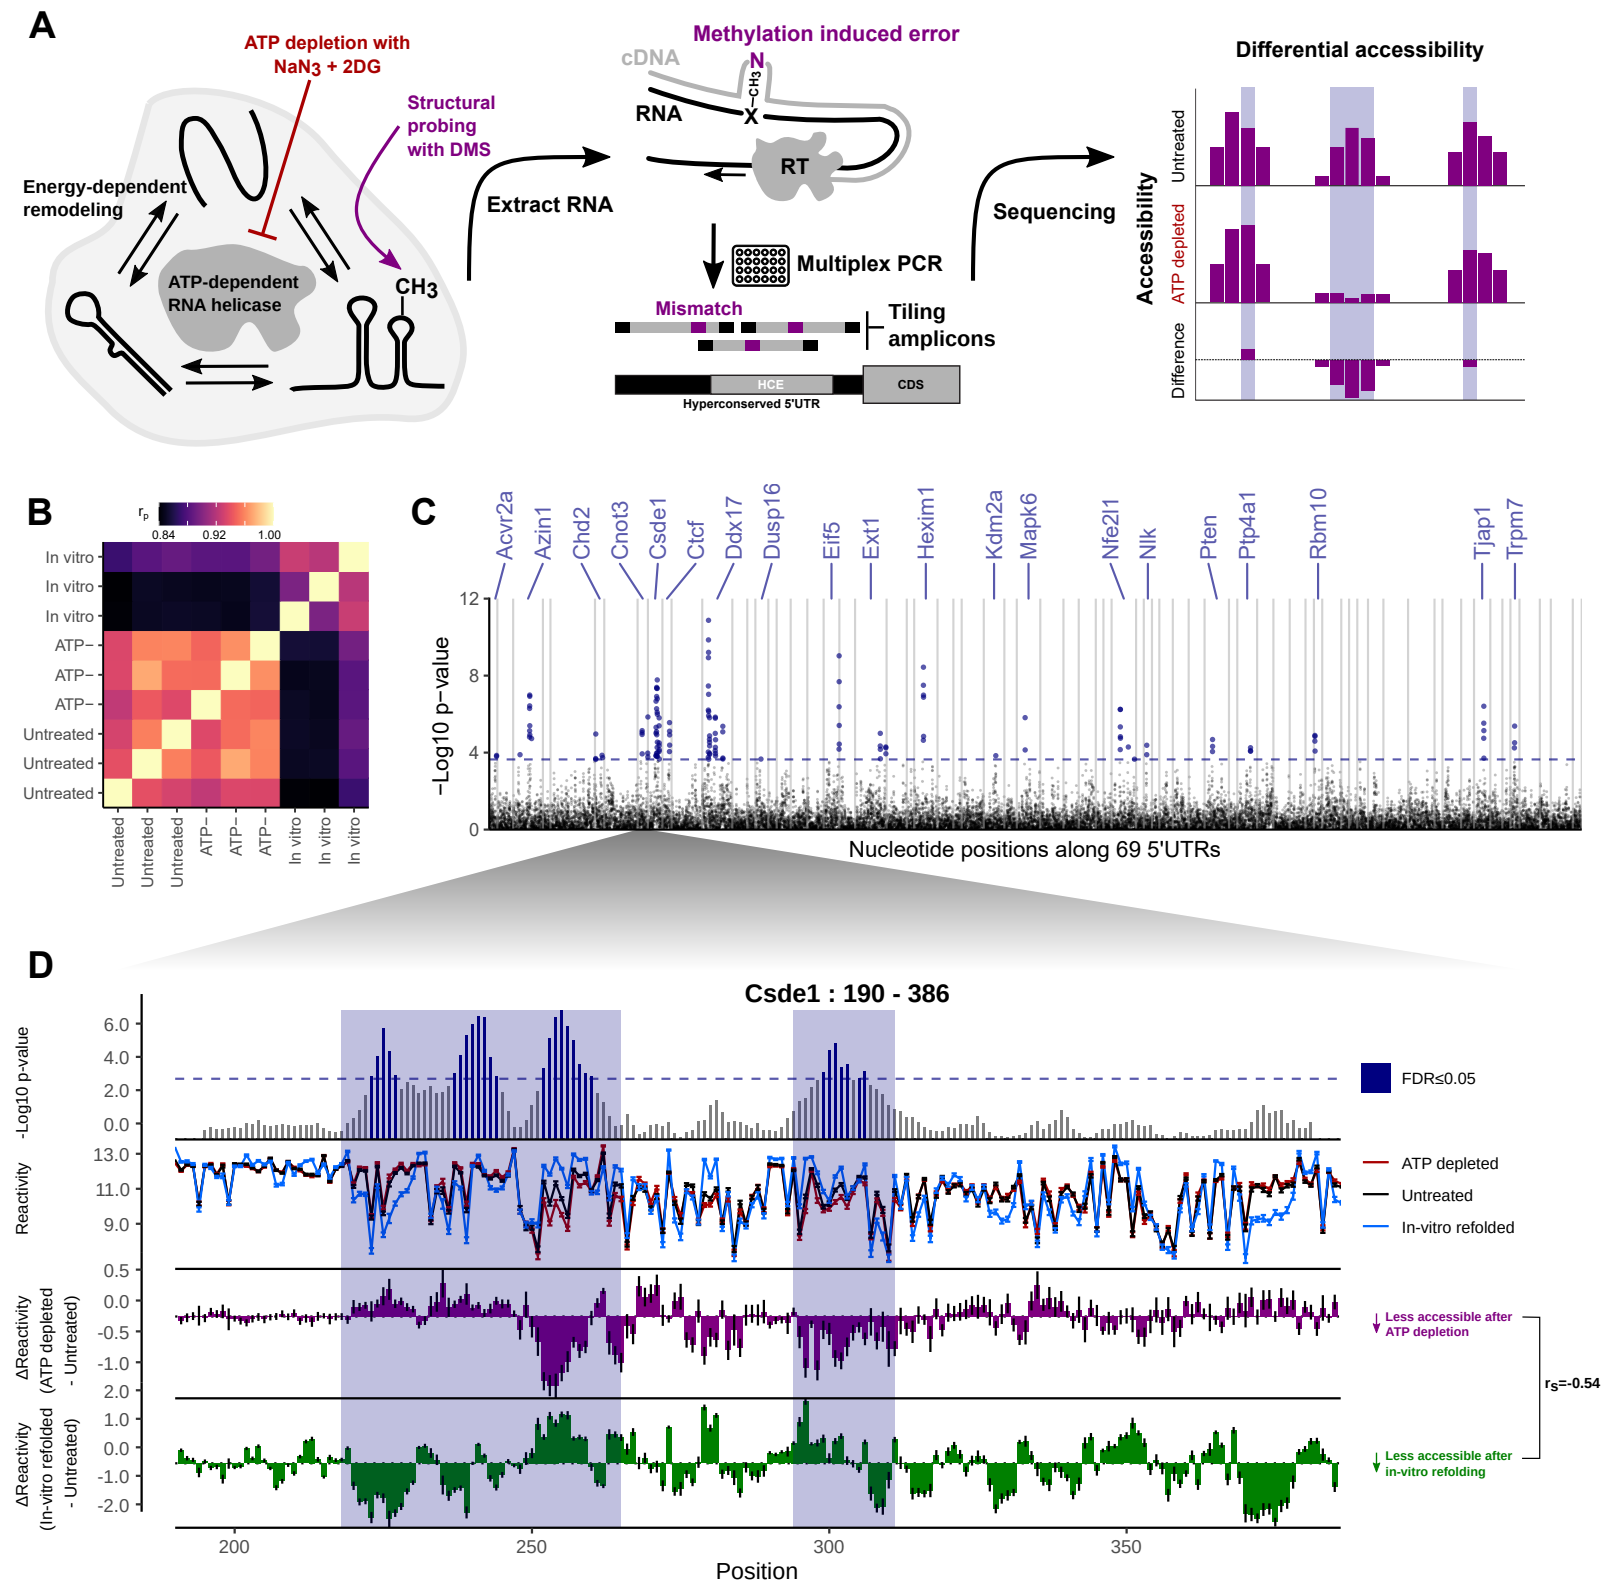 A
ATP depletion with
NaN3 + 2DG
Structural
probing
with DMS
Energy-dependent
remodeling
ATP-dependent
RNA helicase
CH3
Extract RNA
Methylation induced error
cDNA
N
CH3
RNA
X
RT
Multiplex PCR
Mismatch
Tiling
amplicons
HCE
CDS
Hyperconserved 5'UTR
Sequencing
Differential accessibility
Accessibility
Untreated
ATP depleted
Difference
B
rp
0.84 0.92 1.00
In vitro
In vitro
In vitro
ATP−
ATP−
ATP−
Untreated
Untreated
Untreated
Untreated
Untreated
Untreated
ATP−
ATP−
ATP−
In vitro
In vitro
In vitro
C
Acvr2a
Azin1
Chd2
Cnot3
Csde1
Ctcf
Ddx17
Dusp16
Eif5
Ext1
Hexim1
Kdm2a
Mapk6
Nfe2l1
Nlk
Pten
Ptp4a1
Rbm10
Tjap1
Trpm7
−Log10 p−value
12
8
4
0
Nucleotide positions along 69 5'UTRs
D
Csde1 : 190 - 386
-Log10 p-value
6.0
4.0
2.0
0.0
FDR≤0.05
Reactivity
13.0
11.0
9.0
ATP depleted
Untreated
In-vitro refolded
ΔReactivity
(ATP depleted
- Untreated)
0.5
0.0
-0.5
-1.0
Less accessible after
ATP depletion
rS=-0.54
ΔReactivity
(In-vitro refolded
- Untreated)
2.0
1.0
0.0
-1.0
-2.0
Less accessible after
in-vitro refolding
200 250 300 350
Position